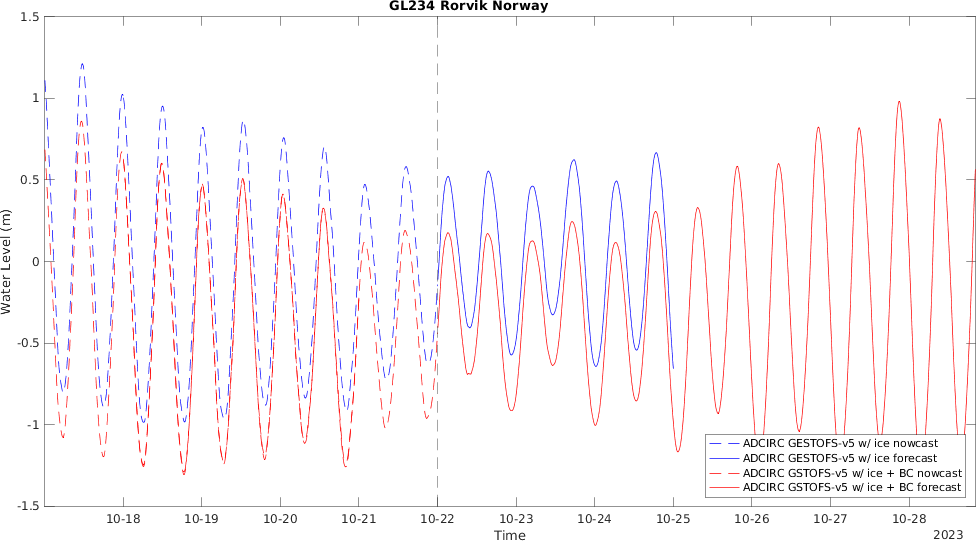 GL234 Rorvik Norway
1.5
1
0.5
0
-0.5
-1
-1.5
Water Level (m)
10-18 10-19 10-20 10-21 10-22 10-23 10-24 10-25 10-26 10-27 10-28
Time
2023
ADCIRC GESTOFS-v5 w/ ice nowcast
ADCIRC GESTOFS-v5 w/ ice forecast
ADCIRC GSTOFS-v5 w/ ice + BC nowcast
ADCIRC GSTOFS-v5 w/ ice + BC forecast